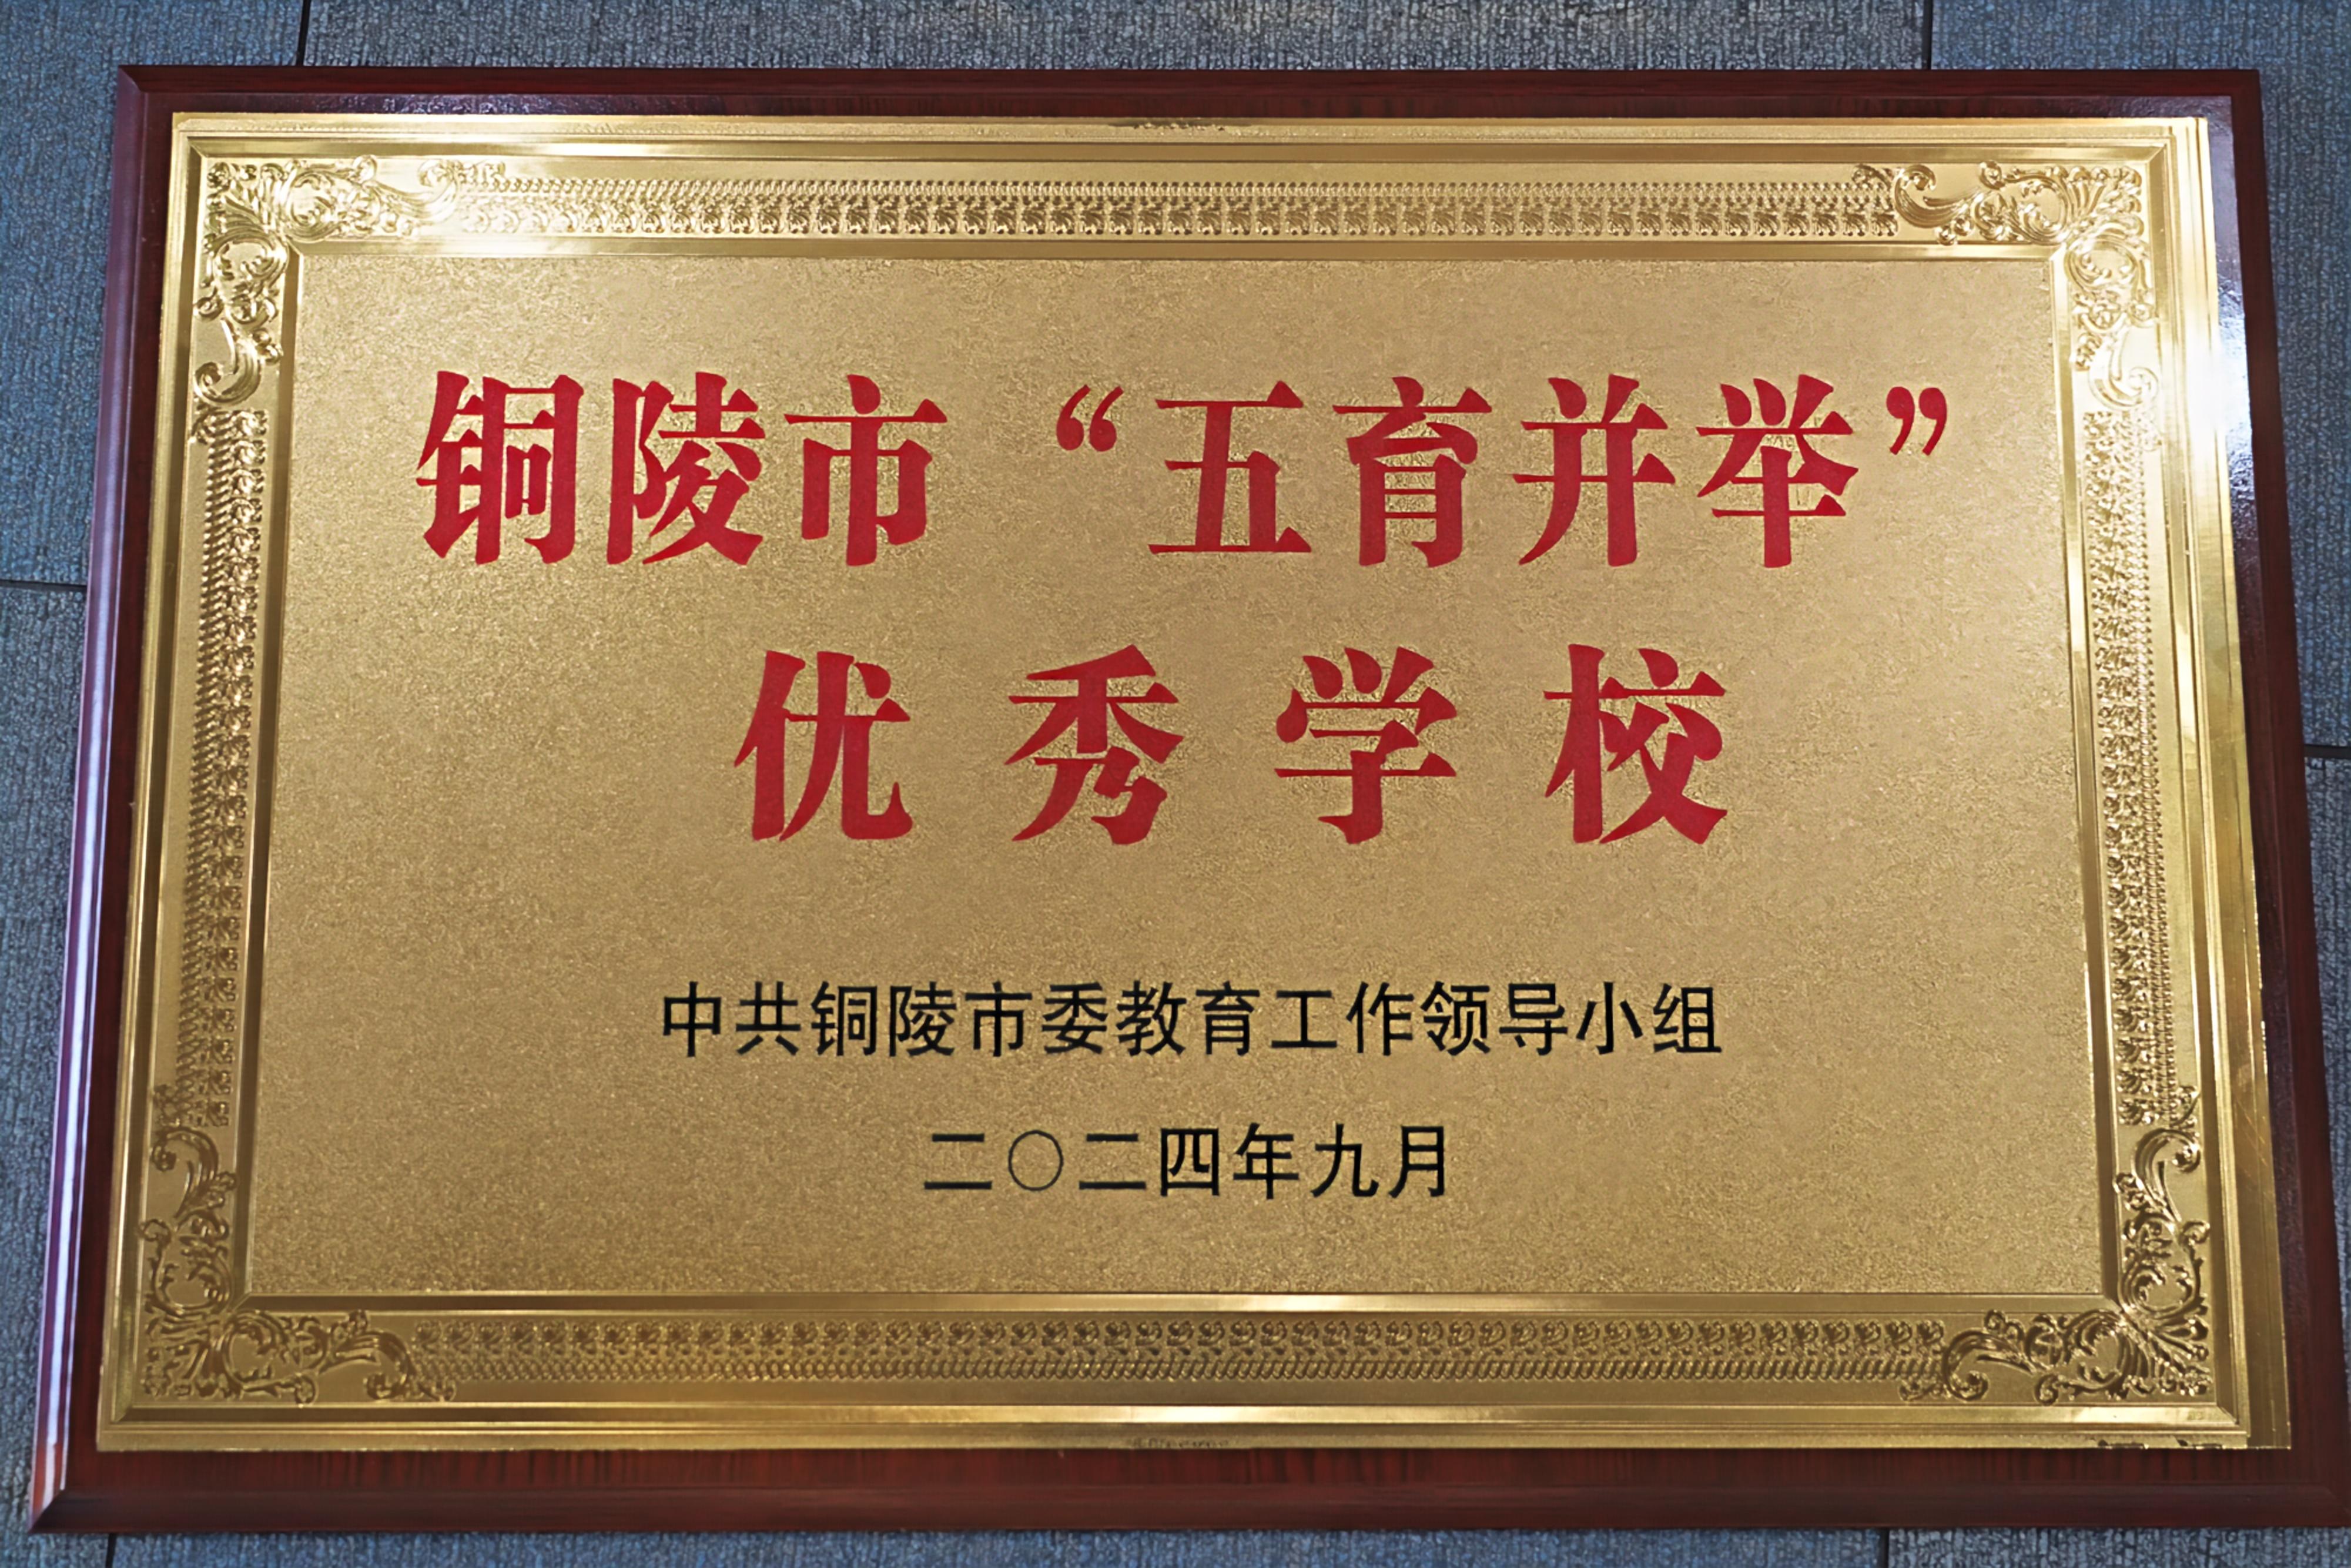 铜陵市“五育并举”
优秀学校
中共铜陵市委教育工作领导小组
二〇二四年九月